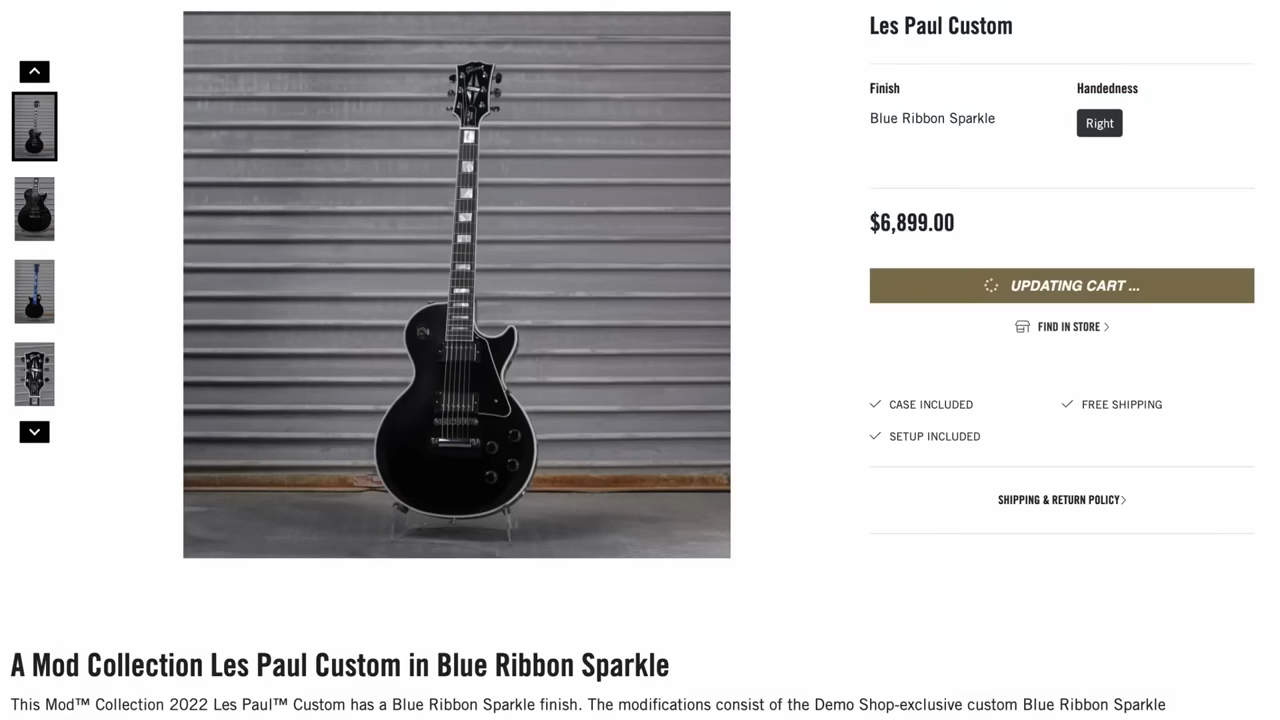 Les Paul Custom
Finish
Handedness
Blue Ribbon Sparkle
Right
$6,899.00
UPDATING CART ...
FIND IN STORE
CASE INCLUDED
FREE SHIPPING
SETUP INCLUDED
SHIPPING & RETURN POLICY
A Mod Collection Les Paul Custom in Blue Ribbon Sparkle
This Mod™ Collection 2022 Les Paul™ Custom has a Blue Ribbon Sparkle finish. The modifications consist of the Demo Shop-exclusive custom Blue Ribbon Sparkle